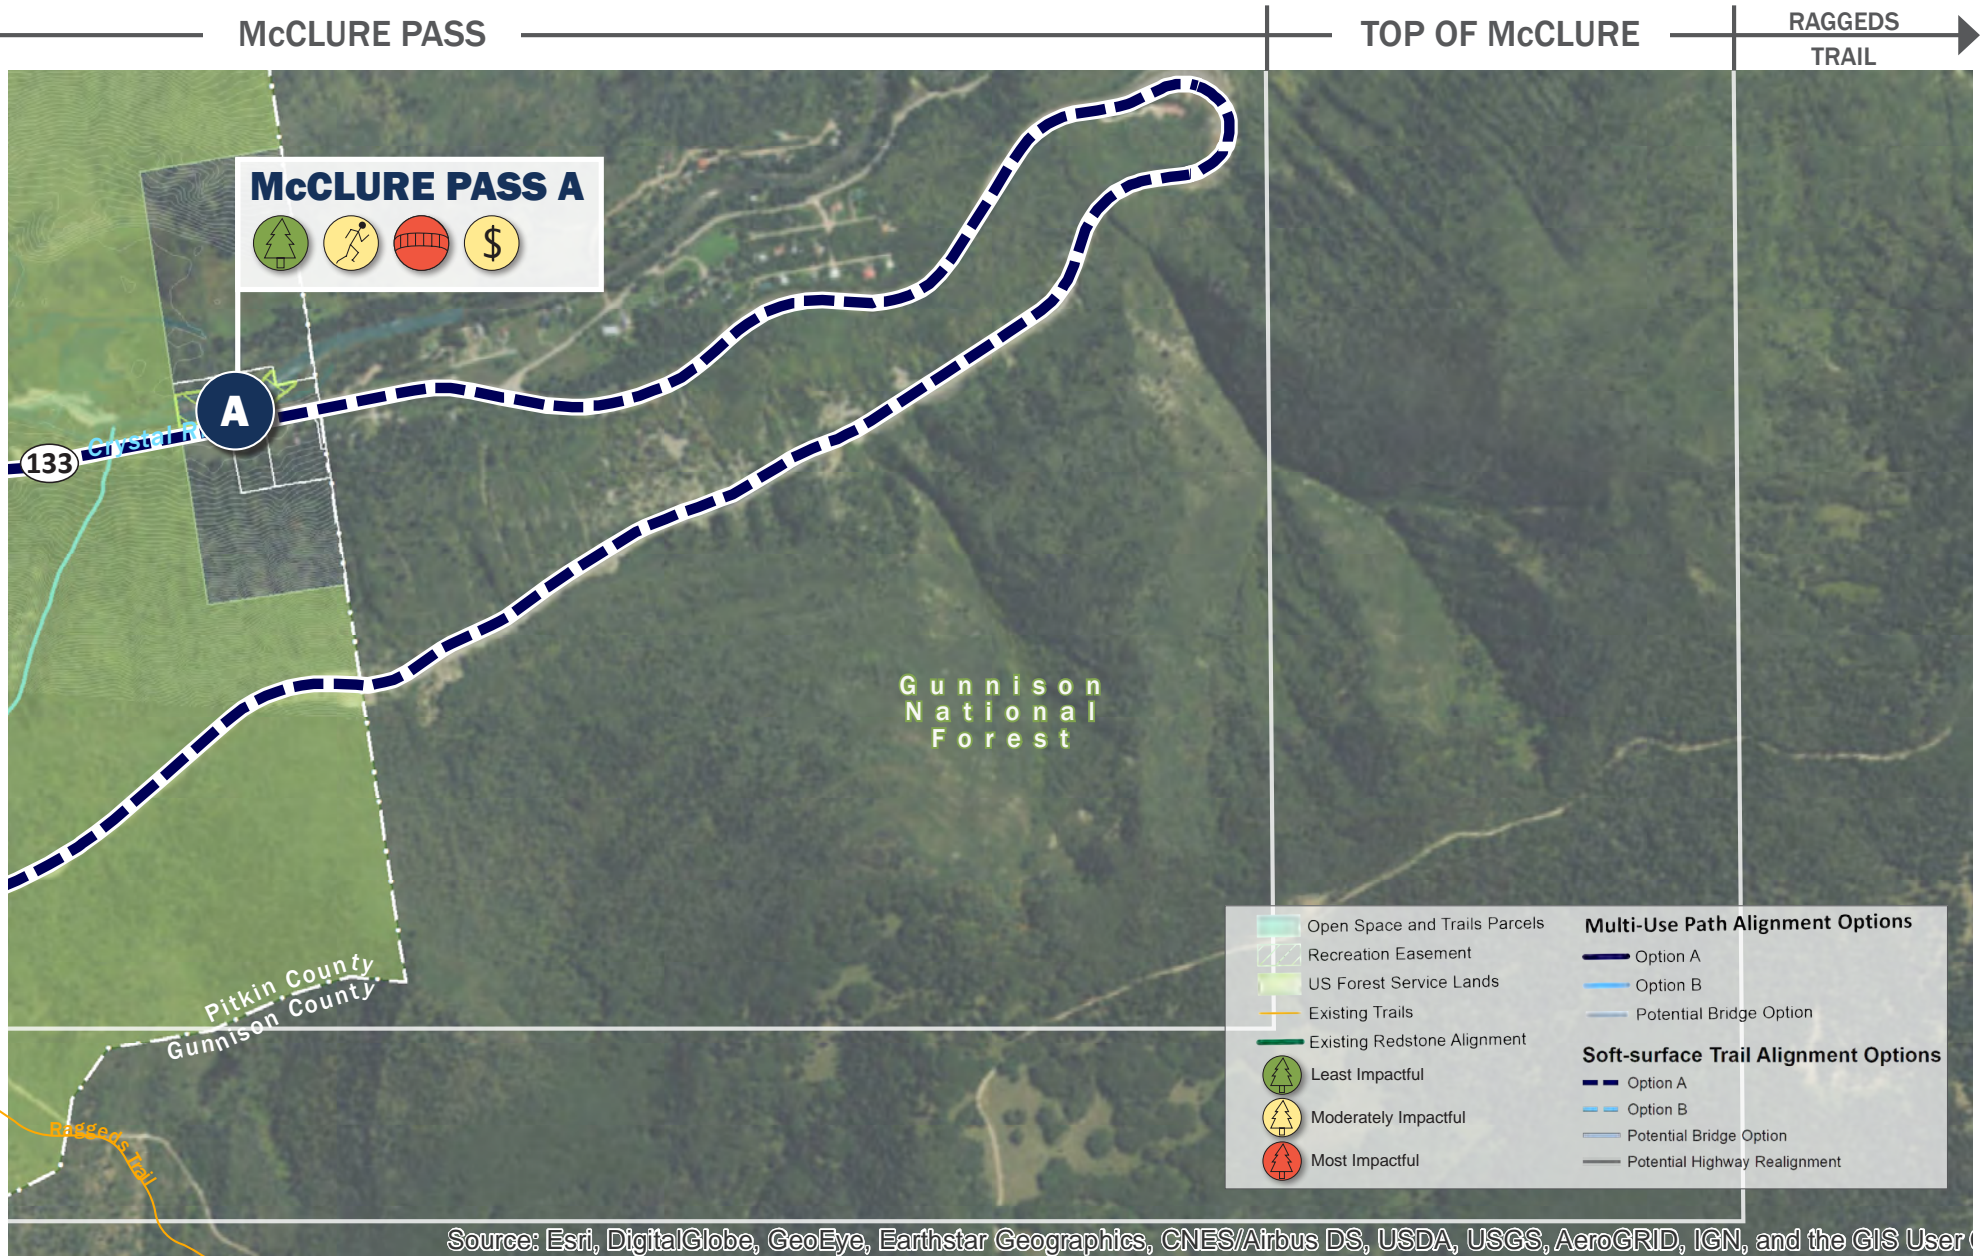 McCLURE PASS
TOP OF McCLURE
RAGGEDS
TRAIL
McCLURE PASS A
$
A
133
Crystal R
Gunnison
National
Forest
Pitkin County
Gunnison County
Raggeds Trail
Open Space and Trails Parcels
Recreation Easement
US Forest Service Lands
Existing Trails
Existing Redstone Alignment
Least Impactful
Moderately Impactful
Most Impactful
Multi-Use Path Alignment Options
Option A
Option B
Potential Bridge Option
Soft-surface Trail Alignment Options
Option A
Option B
Potential Bridge Option
Potential Highway Realignment
Source: Esri, DigitalGlobe, GeoEye, Earthstar Geographics, CNES/Airbus DS, USDA, USGS, AeroGRID, IGN, and the GIS User